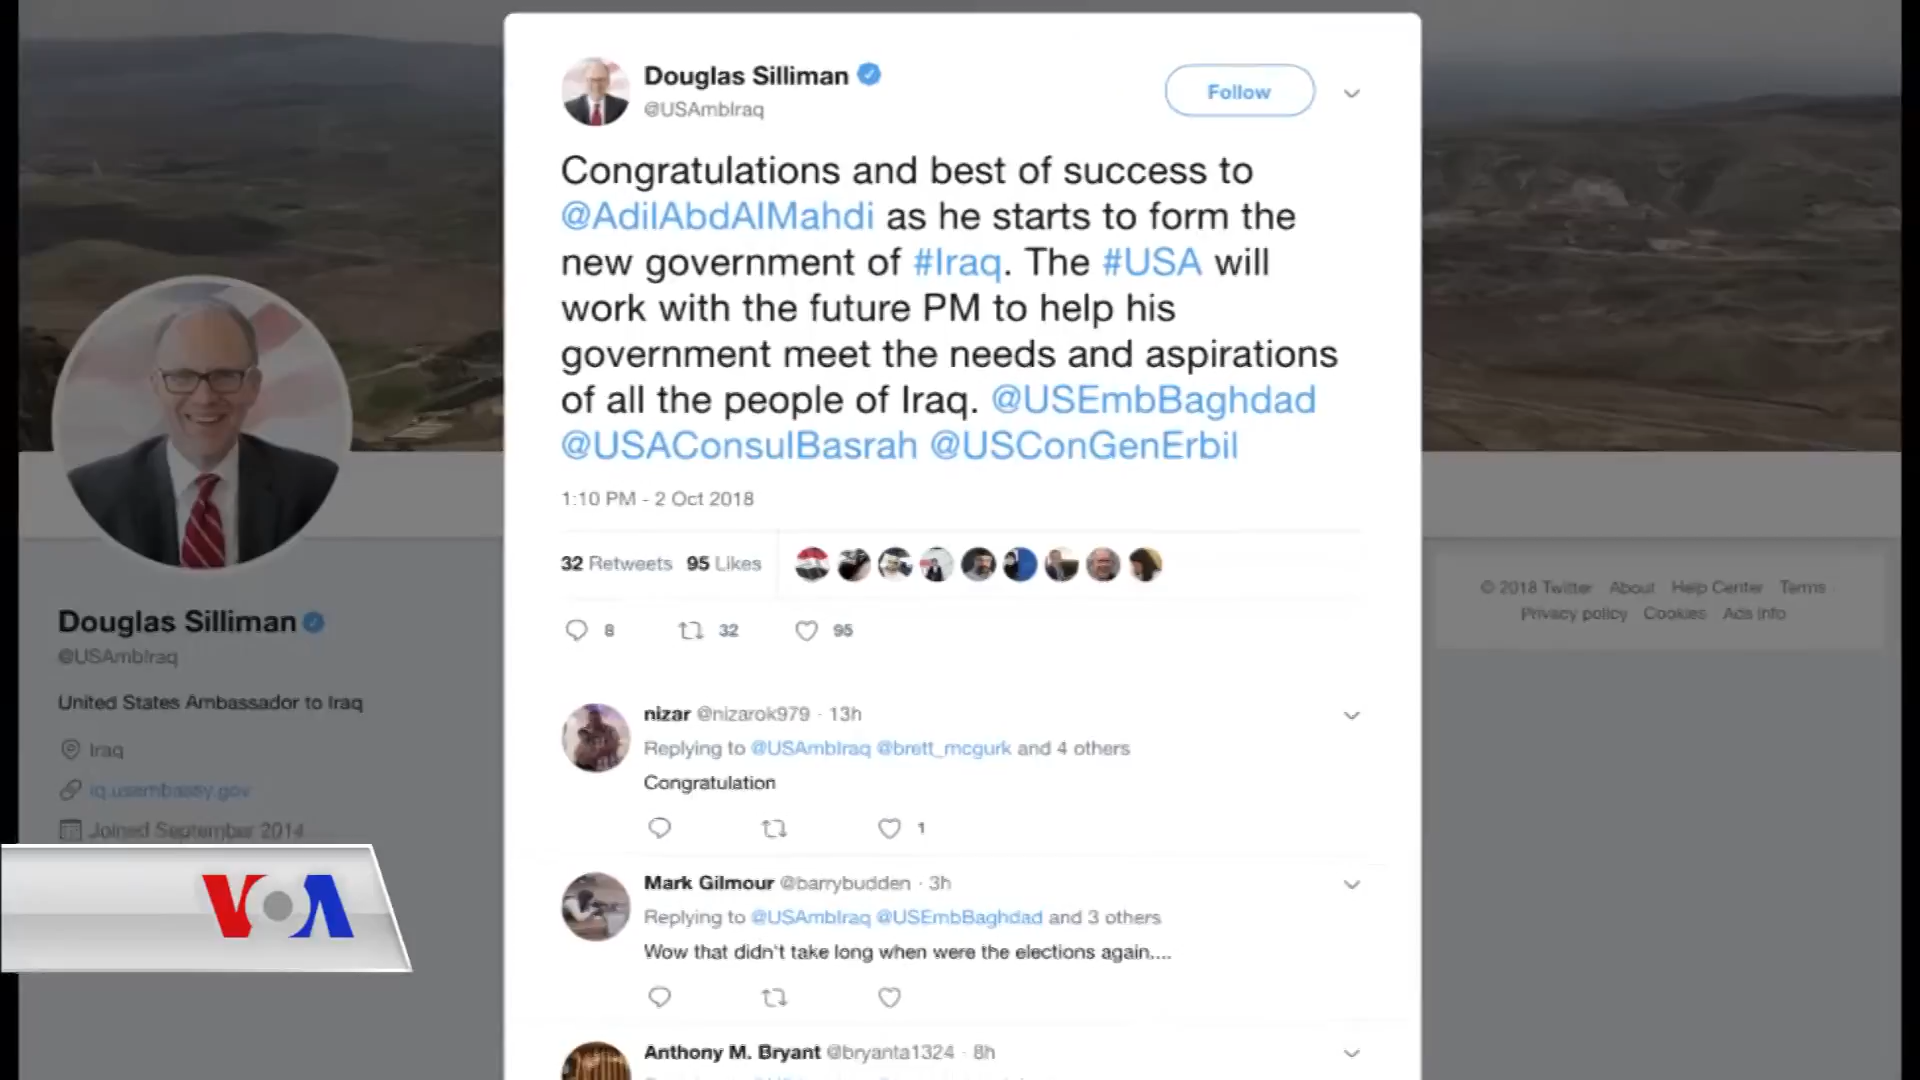 Douglas Silliman
@USAmbIraq
Follow
Congratulations and best of success to
@AdilAbdAlMahdi as he starts to form the
new government of #Iraq. The #USA will
work with the future PM to help his
government meet the needs and aspirations
of all the people of Iraq. @USEmbBaghdad
@USAConsulBasrah @USConGenErbil
1:10 PM - 2 Oct 2018
32 Retweets 95 Likes
8 32 95
nizar @nizarok979 · 13h
Replying to @USAmbIraq @brett_mcgurk and 4 others
Congratulation
1
Mark Gilmour @barrybudden · 3h
Replying to @USAmbIraq @USEmbBaghdad and 3 others
Wow that didn't take long when were the elections again....
Anthony M. Bryant @bryanta1324 · 8h
Douglas Silliman
@USAmbIraq
United States Ambassador to Iraq
Iraq
iq.usembassy.gov
Joined September 2014
VOA
© 2018 Twitter About Help Center Terms
Privacy policy Cookies Ads info